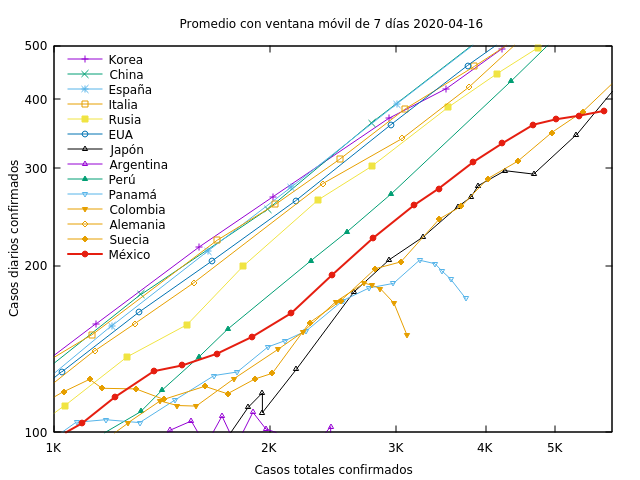 Promedio con ventana móvil de 7 días 2020-04-16
500
400
300
200
100
Casos diarios confirmados
Korea
China
España
Italia
Rusia
EUA
Japón
Argentina
Perú
Panamá
Colombia
Alemania
Suecia
México
1K
2K
3K
4K
5K
Casos totales confirmados